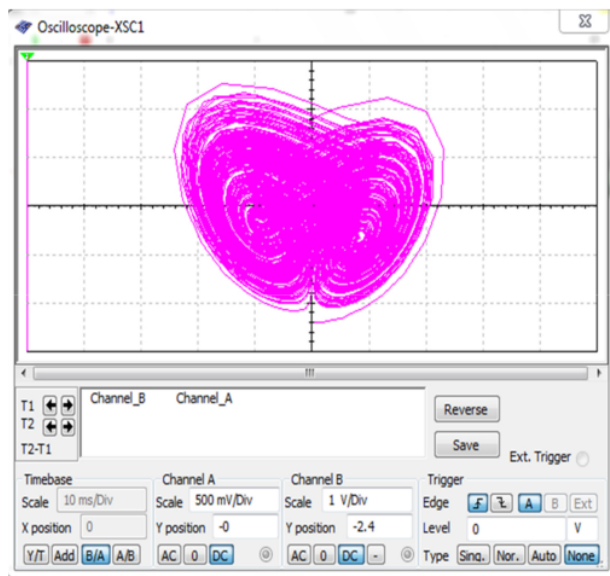 Oscilloscope-XSC1
T1
T2
T2-T1
Channel_B Channel_A
Reverse
Save
Ext. Trigger
Timebase
Scale 10 ms/Div
X position 0
Y/T Add B/A A/B
Channel A
Scale 500 mV/Div
Y position -0
AC 0 DC
Channel B
Scale 1 V/Div
Y position -2.4
AC 0 DC -
Trigger
Edge A B Ext
Level 0 V
Type Sing. Nor. Auto None